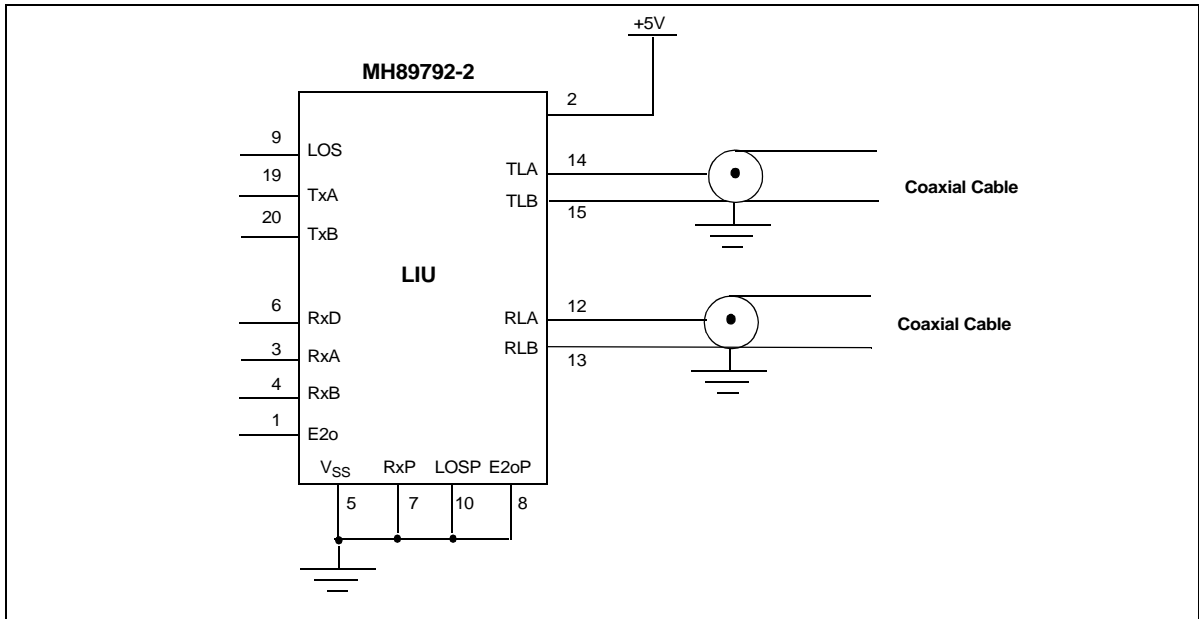 +5V
MH89792-2
2
9
LOS
19
TxA
20
TxB
TLA
14
TLB
15
Coaxial Cable
LIU
6
RxD
3
RxA
4
RxB
1
E2o
RLA
12
RLB
13
Coaxial Cable
VSS RxP LOSP E2oP
5 7 10 8